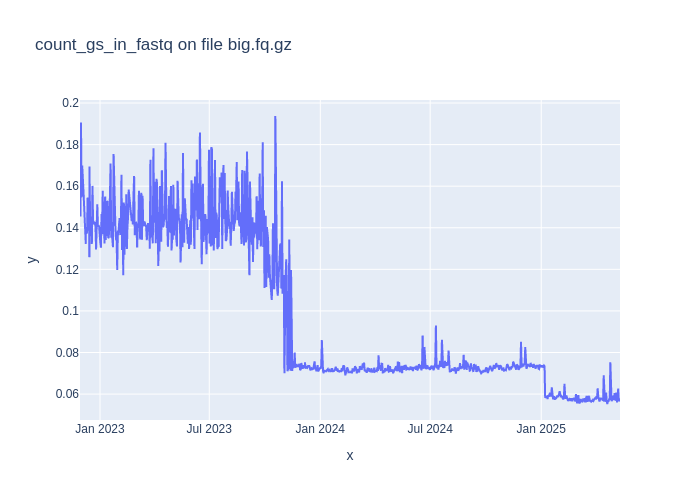 count_gs_in_fastq on file big.fq.gz
0.2
0.18
0.16
0.14
0.12
0.1
0.08
0.06
y
Jan 2023
Jul 2023
Jan 2024
Jul 2024
Jan 2025
x